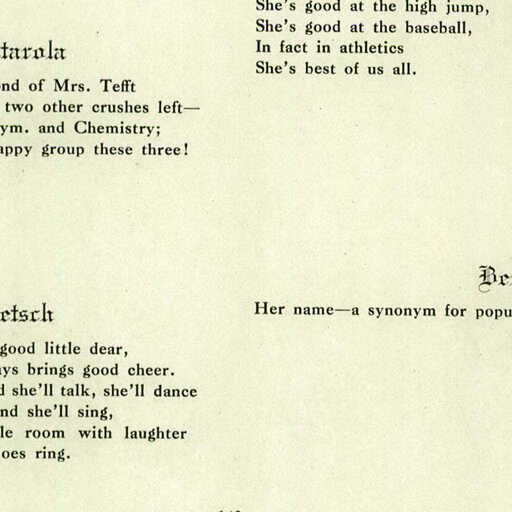 tarola
nd of Mrs. Tefft
two other crushes left—
ym. and Chemistry;
appy group these three!
etsch
good little dear,
ays brings good cheer.
d she'll talk, she'll dance
nd she'll sing,
le room with laughter
oes ring.
She's good at the high jump,
She's good at the baseball,
In fact in athletics
She's best of us all.
Be
Her name—a synonym for popu